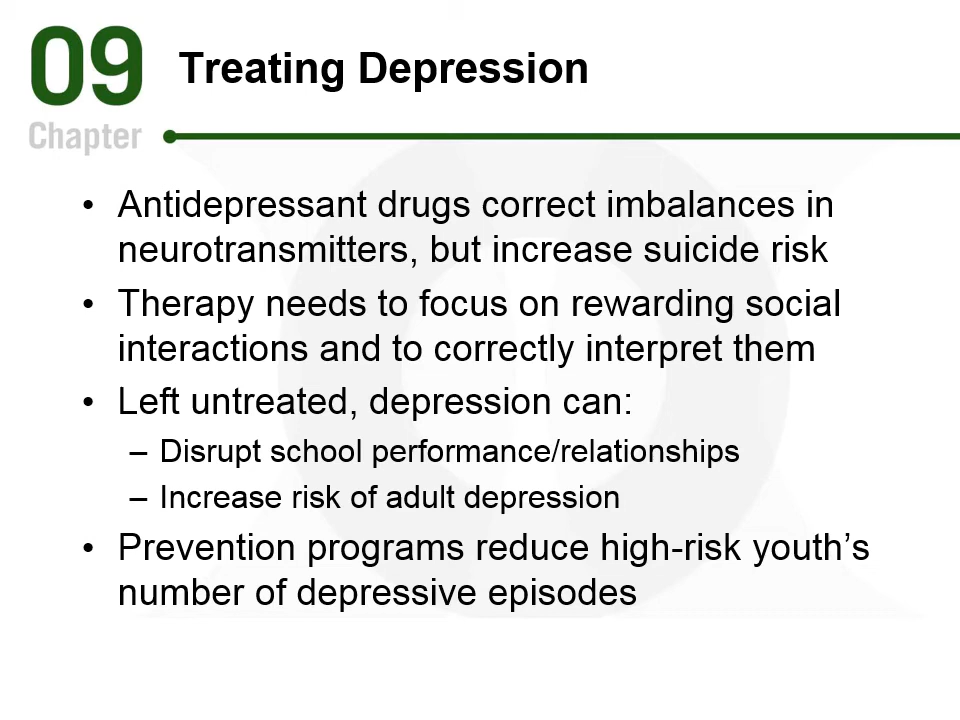 09
Chapter
Treating Depression
• Antidepressant drugs correct imbalances in
neurotransmitters, but increase suicide risk
• Therapy needs to focus on rewarding social
interactions and to correctly interpret them
• Left untreated, depression can:
– Disrupt school performance/relationships
– Increase risk of adult depression
• Prevention programs reduce high-risk youth’s
number of depressive episodes